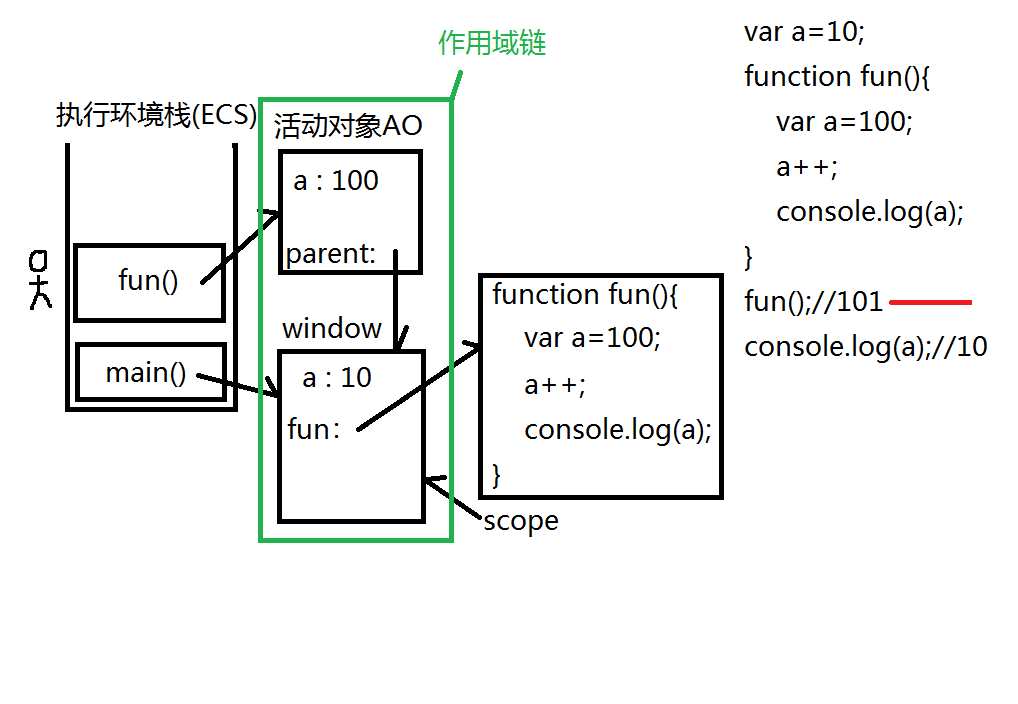 作用域链
执行环境栈(ECS)
活动对象AO
a : 100
parent:
fun()
main()
window
a : 10
fun：
function fun(){
var a=100;
a++;
console.log(a);
}
scope
var a=10;
function fun(){
var a=100;
a++;
console.log(a);
}
fun();//101
console.log(a);//10